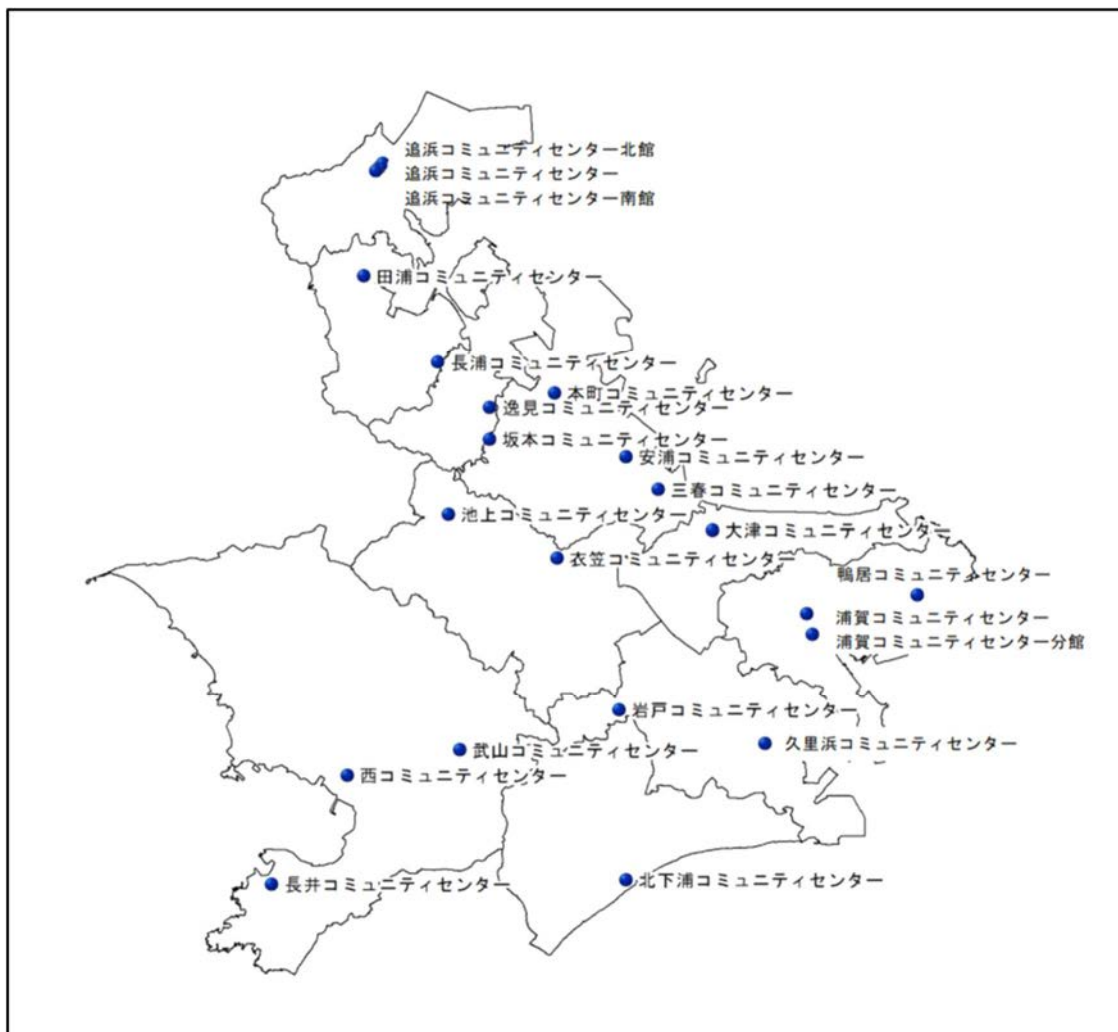 追浜コミュニティセンター北館
追浜コミュニティセンター
追浜コミュニティセンター南館
田浦コミュニティセンター
長浦コミュニティセンター
本町コミュニティセンター
逸見コミュニティセンター
坂本コミュニティセンター
安浦コミュニティセンター
三春コミュニティセンター
池上コミュニティセンター
大津コミュニティセンター
衣笠コミュニティセンター
鴨居コミュニティセンター
浦賀コミュニティセンター
浦賀コミュニティセンター分館
岩戸コミュニティセンター
久里浜コミュニティセンター
武山コミュニティセンター
西コミュニティセンター
長井コミュニティセンター
北下浦コミュニティセンター